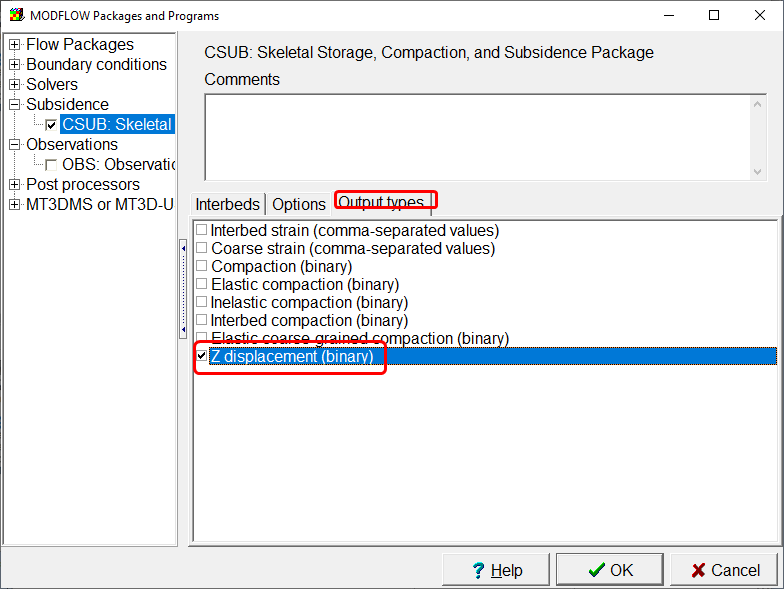 MODFLOW Packages and Programs
Flow Packages
Boundary conditions
Solvers
Subsidence
CSUB: Skeletal
Observations
OBS: Observatio
Post processors
MT3DMS or MT3D-U
CSUB: Skeletal Storage, Compaction, and Subsidence Package
Comments
Interbeds Options Output types
Interbed strain (comma-separated values)
Coarse strain (comma-separated values)
Compaction (binary)
Elastic compaction (binary)
Inelastic compaction (binary)
Interbed compaction (binary)
Elastic coarse grained compaction (binary)
Z displacement (binary)
? Help OK Cancel